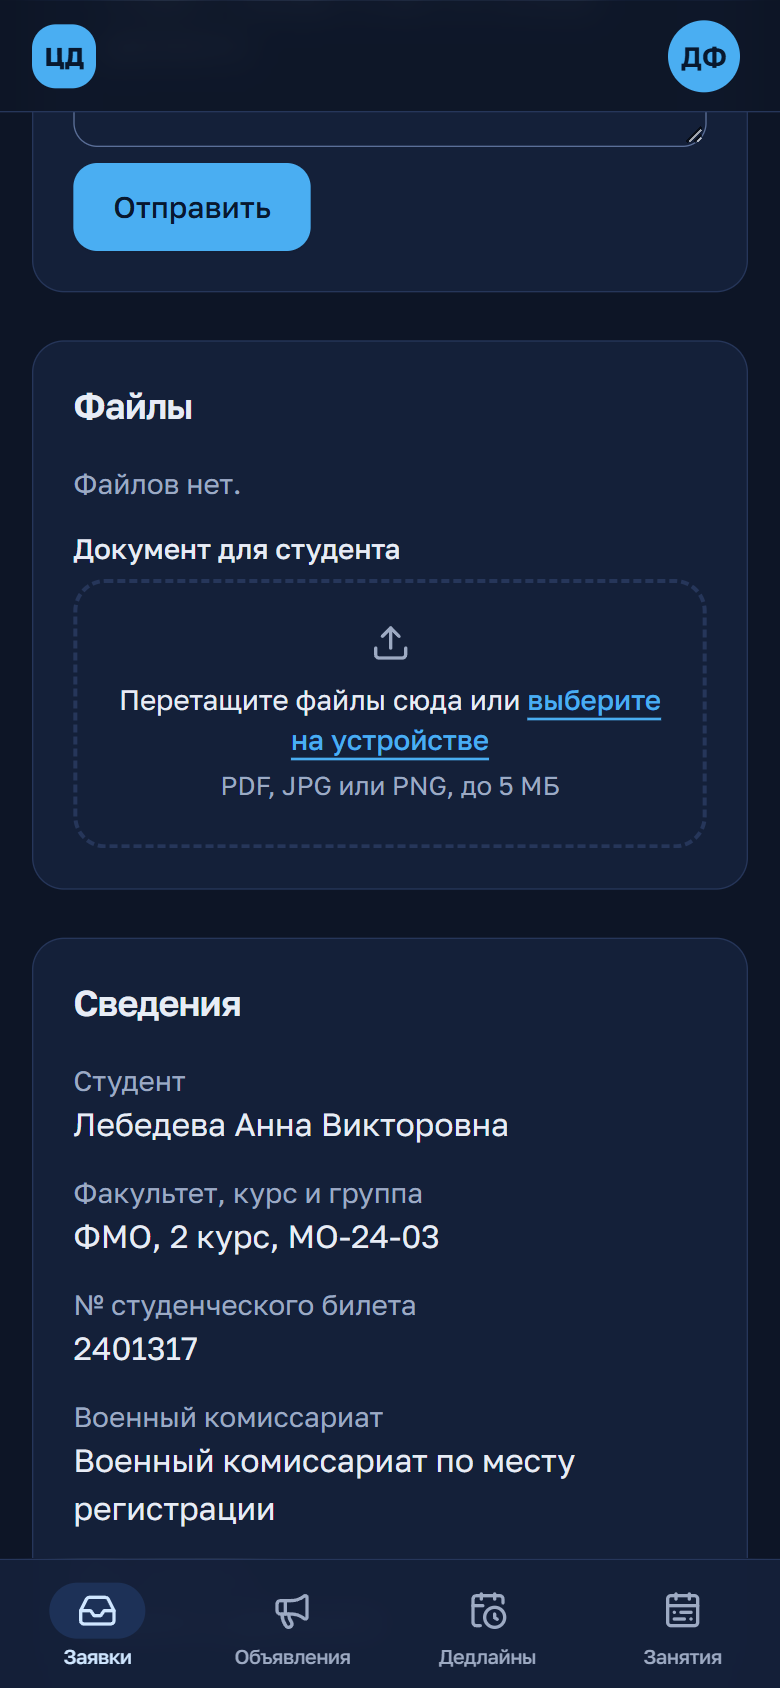 ЦД
ДФ
Отправить
Файлы
Файлов нет.
Документ для студента
Перетащите файлы сюда или выберите
на устройстве
PDF, JPG или PNG, до 5 МБ
Сведения
Студент
Лебедева Анна Викторовна
Факультет, курс и группа
ФМО, 2 курс, МО-24-03
№ студенческого билета
2401317
Военный комиссариат
Военный комиссариат по месту
регистрации
Заявки
Объявления
Дедлайны
Занятия